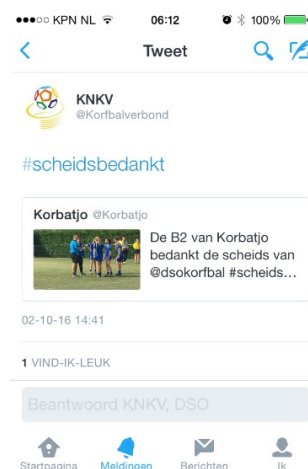 KPN NL 06:12 100%
Tweet
KNKV
@Korfbalverbond
#scheidsbedankt
Korbatjo @Korbatjo
De B2 van Korbatjo
bedankt de scheids van
@dsokorfbal #scheids...
02-10-16 14:41
1 VIND-IK-LEUK
Beantwoord KNKV, DSO
Startpagina Meldingen Berichten Ik